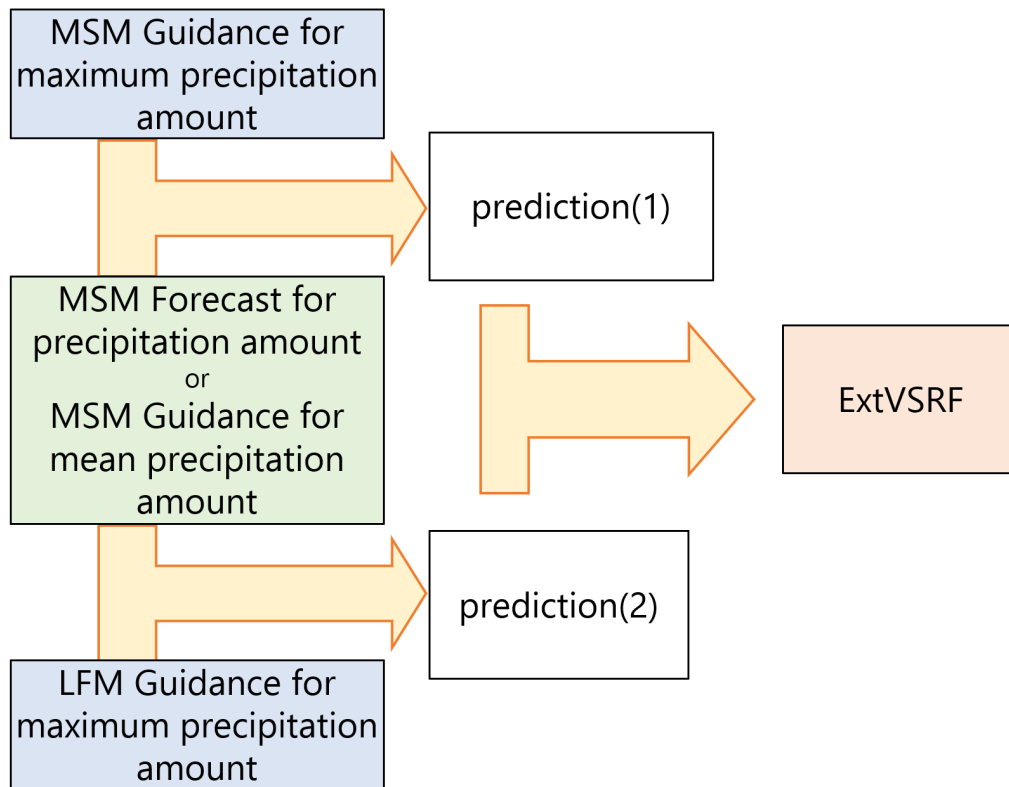 MSM Guidance for
maximum precipitation
amount
prediction(1)
MSM Forecast for
precipitation amount
or
MSM Guidance for
mean precipitation
amount
ExtVSRF
prediction(2)
LFM Guidance for
maximum precipitation
amount